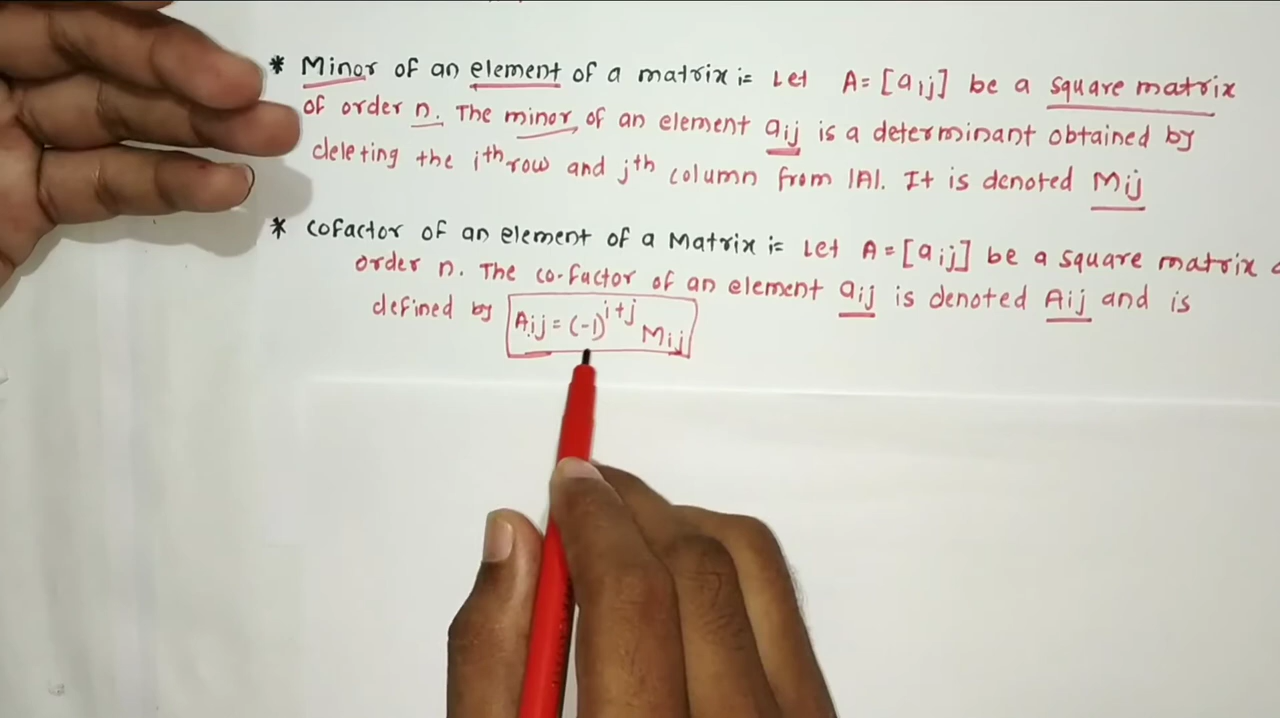 * Minor of an element of a matrix:= Let A = [aij] be a square matrix
of order n. The minor of an element aij is a determinant obtained by
deleting the ith row and jth column from |A|. It is denoted Mij
* Cofactor of an element of a Matrix:= Let A = [aij] be a square matrix
order n. The co-factor of an element aij is denoted Aij and is
defined by Aij = (-1)^i+j Mij